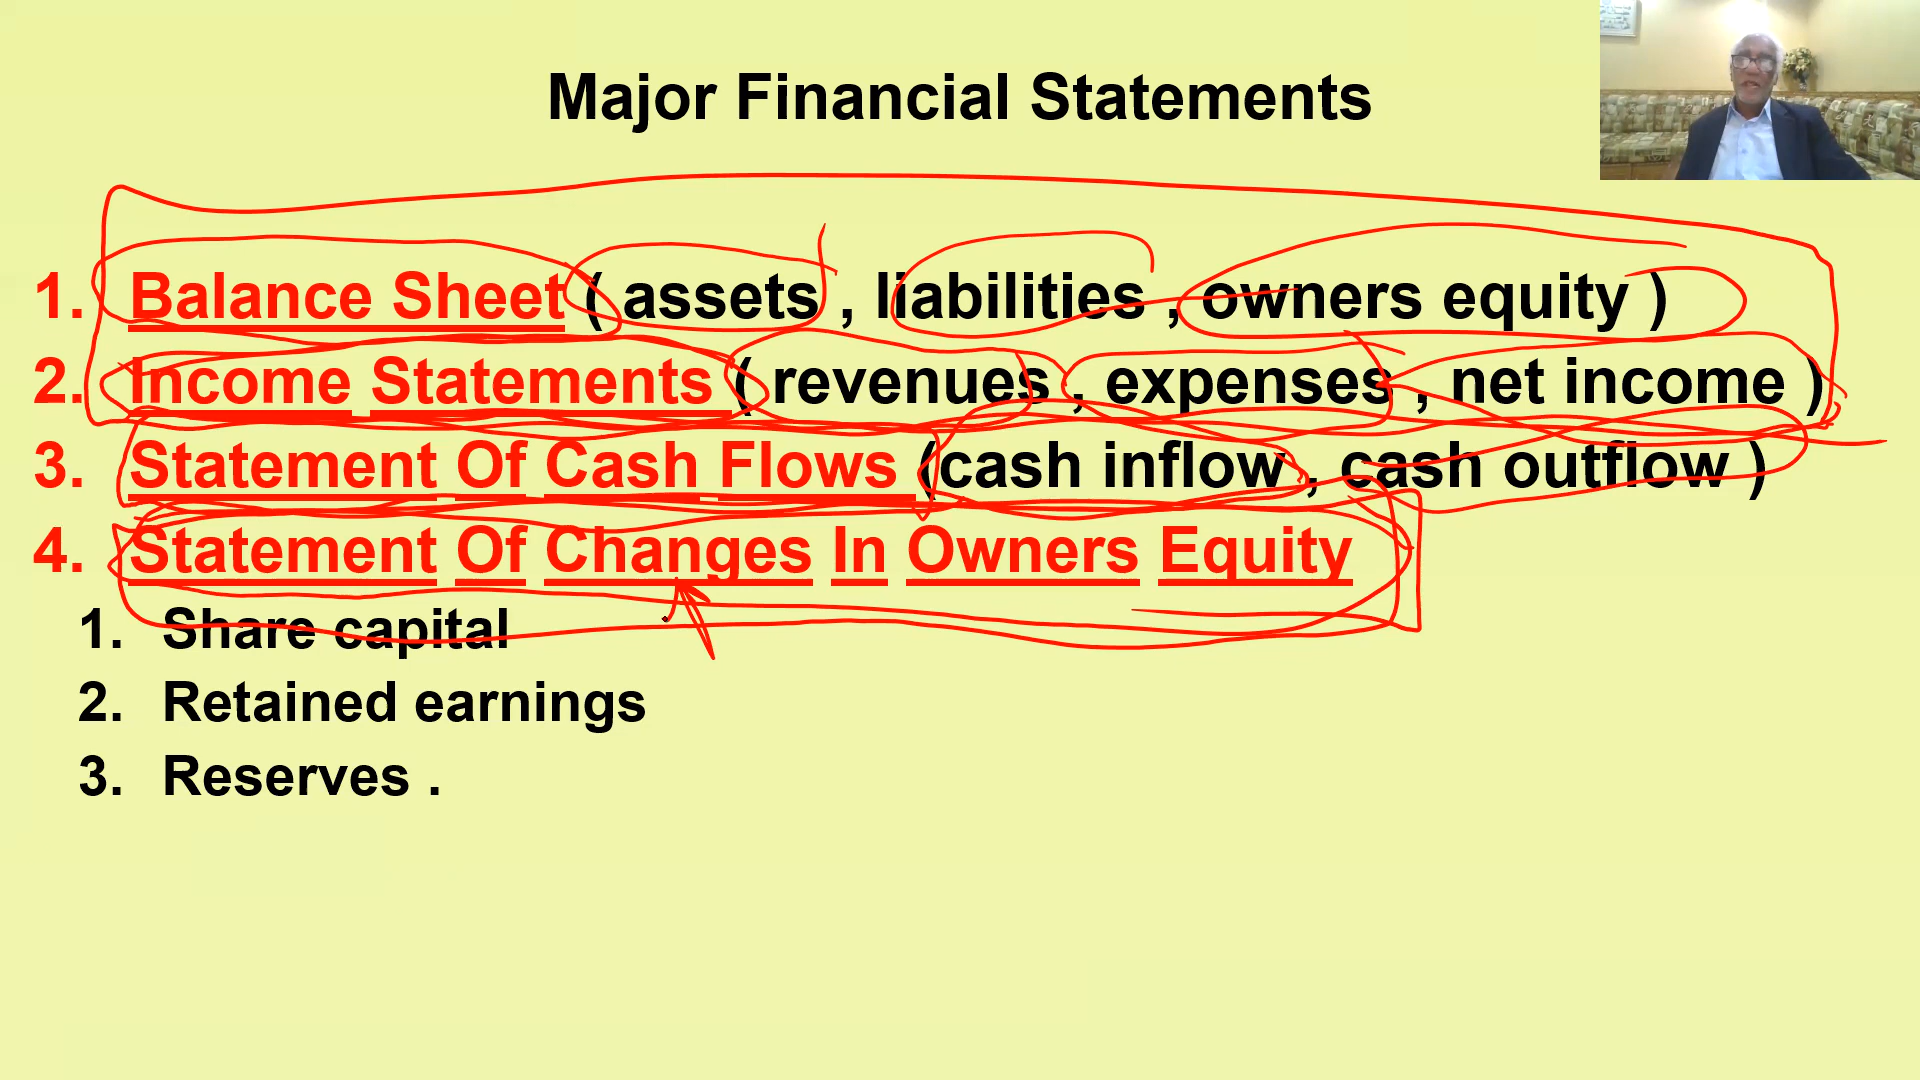 Major Financial Statements
1. Balance Sheet ( assets , liabilities , owners equity )
2. Income Statements ( revenues , expenses , net income )
3. Statement Of Cash Flows (cash inflow , cash outflow )
4. Statement Of Changes In Owners Equity
1. Share capital
2. Retained earnings
3. Reserves .